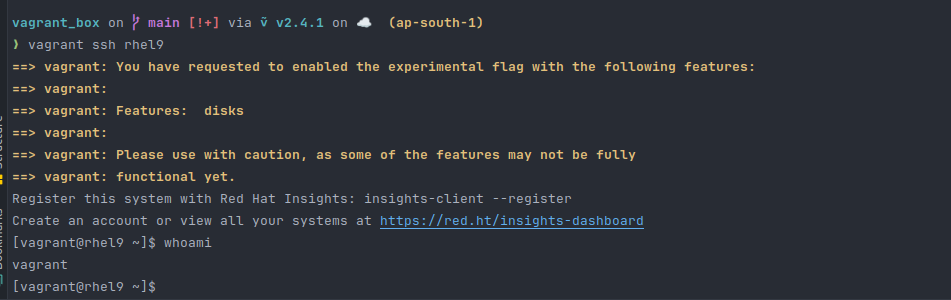 vagrant_box on main [!+] via v2.4.1 on (ap-south-1)
❯ vagrant ssh rhel9
==> vagrant: You have requested to enabled the experimental flag with the following features:
==> vagrant:
==> vagrant: Features:  disks
==> vagrant:
==> vagrant: Please use with caution, as some of the features may not be fully
==> vagrant: functional yet.
Register this system with Red Hat Insights: insights-client --register
Create an account or view all your systems at https://red.ht/insights-dashboard
[vagrant@rhel9 ~]$ whoami
vagrant
[vagrant@rhel9 ~]$